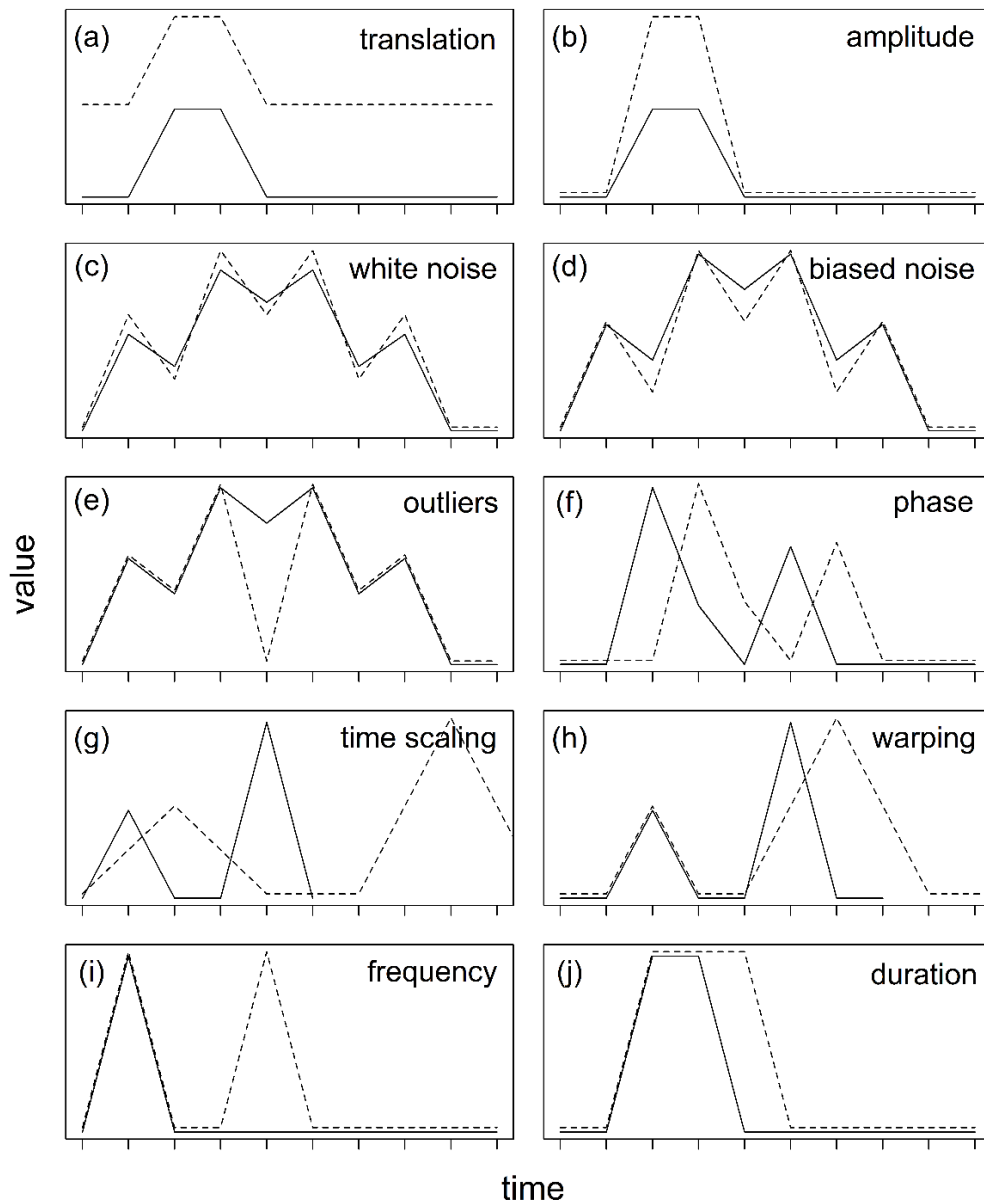 (a) translation
(b) amplitude
(c) white noise
(d) biased noise
(e) outliers
(f) phase
(g) time scaling
(h) warping
(i) frequency
(j) duration
value
time